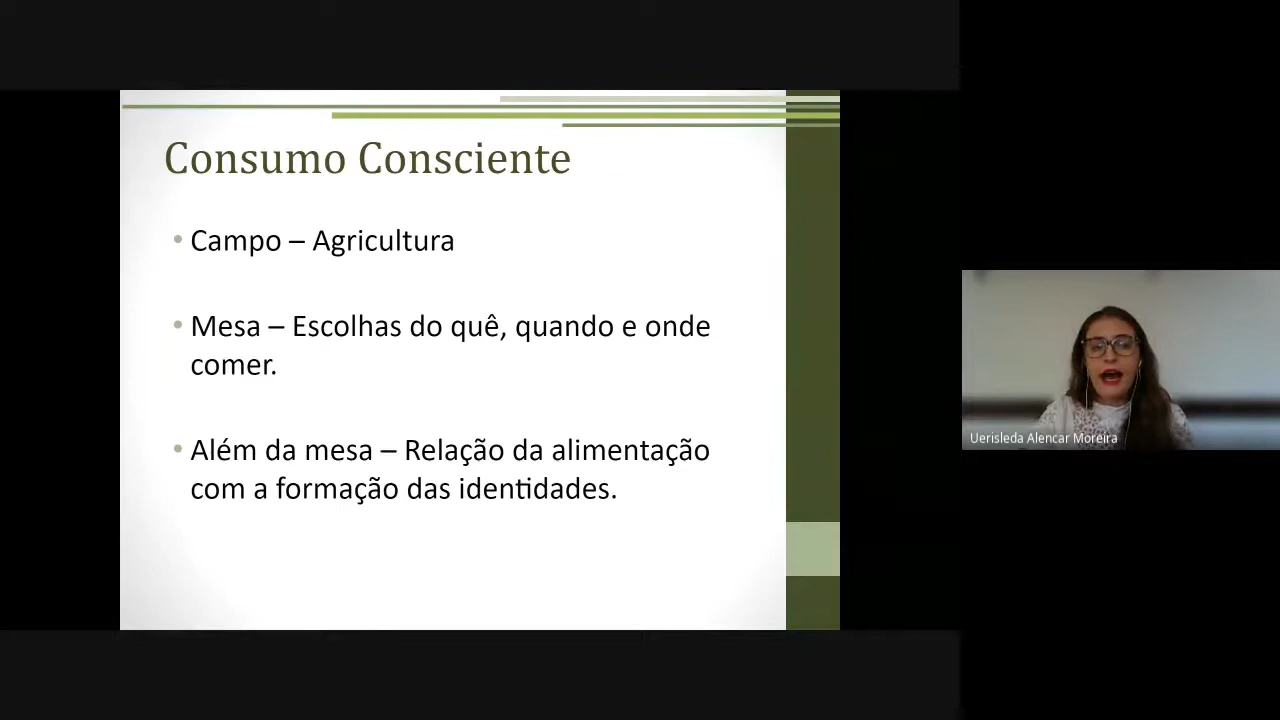 Consumo Consciente
• Campo – Agricultura
• Mesa – Escolhas do quê, quando e onde
comer.
• Além da mesa – Relação da alimentação
com a formação das identidades.
Uerisleda Alencar Moreira